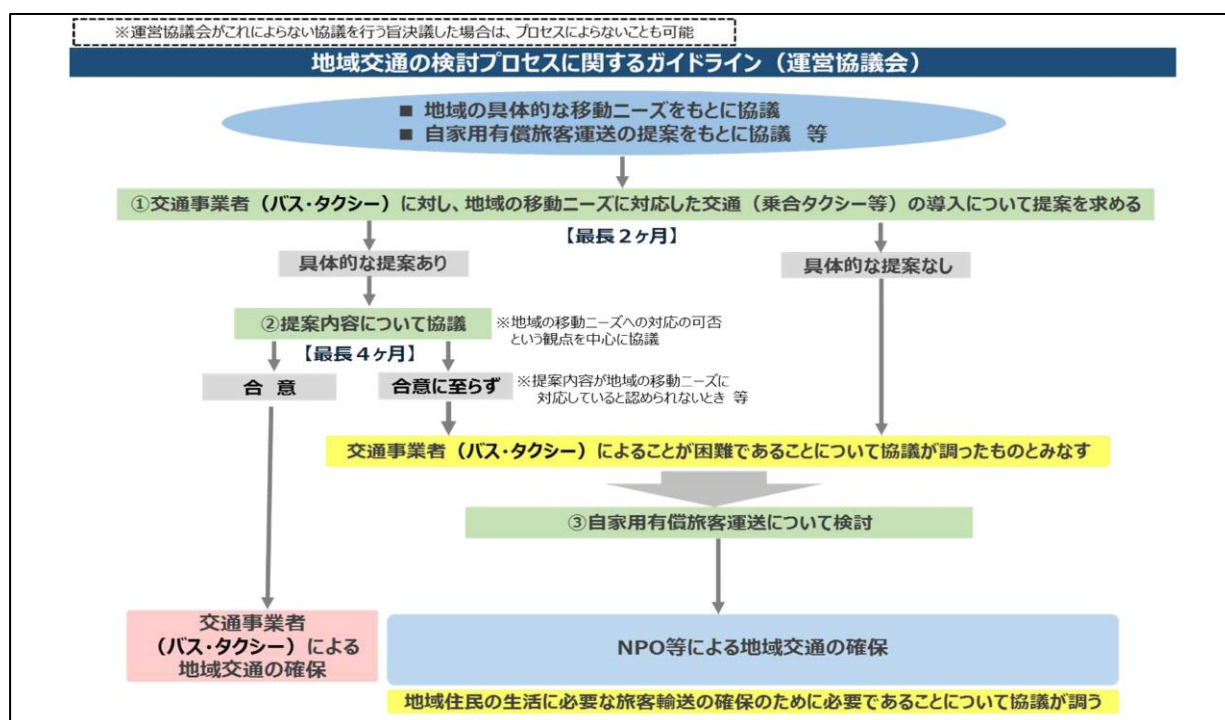 ※運営協議会がこれによらない協議を行う旨決議した場合は、プロセスによらないことも可能
地域交通の検討プロセスに関するガイドライン（運営協議会）
■ 地域の具体的な移動ニーズをもとに協議
■ 自家用有償旅客運送の提案をもとに協議 等
①交通事業者（バス・タクシー）に対し、地域の移動ニーズに対応した交通（乗合タクシー等）の導入について提案を求める
【最長２ヶ月】
具体的な提案あり
具体的な提案なし
②提案内容について協議
※地域の移動ニーズへの対応の可否
という観点を中心に協議
【最長４ヶ月】
合 意
合意に至らず
※提案内容が地域の移動ニーズに
対応していると認められないとき 等
交通事業者（バス・タクシー）によることが困難であることについて協議が調ったものとみなす
③自家用有償旅客運送について検討
交通事業者
（バス・タクシー）による
地域交通の確保
NPO等による地域交通の確保
地域住民の生活に必要な旅客輸送の確保のために必要であることについて協議が調う